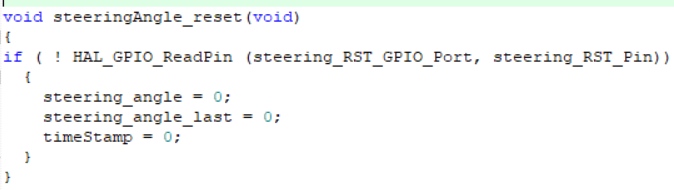 void steeringAngle_reset(void)
{
if ( ! HAL_GPIO_ReadPin (steering_RST_GPIO_Port, steering_RST_Pin))
{
steering_angle = 0;
steering_angle_last = 0;
timeStamp = 0;
}
}